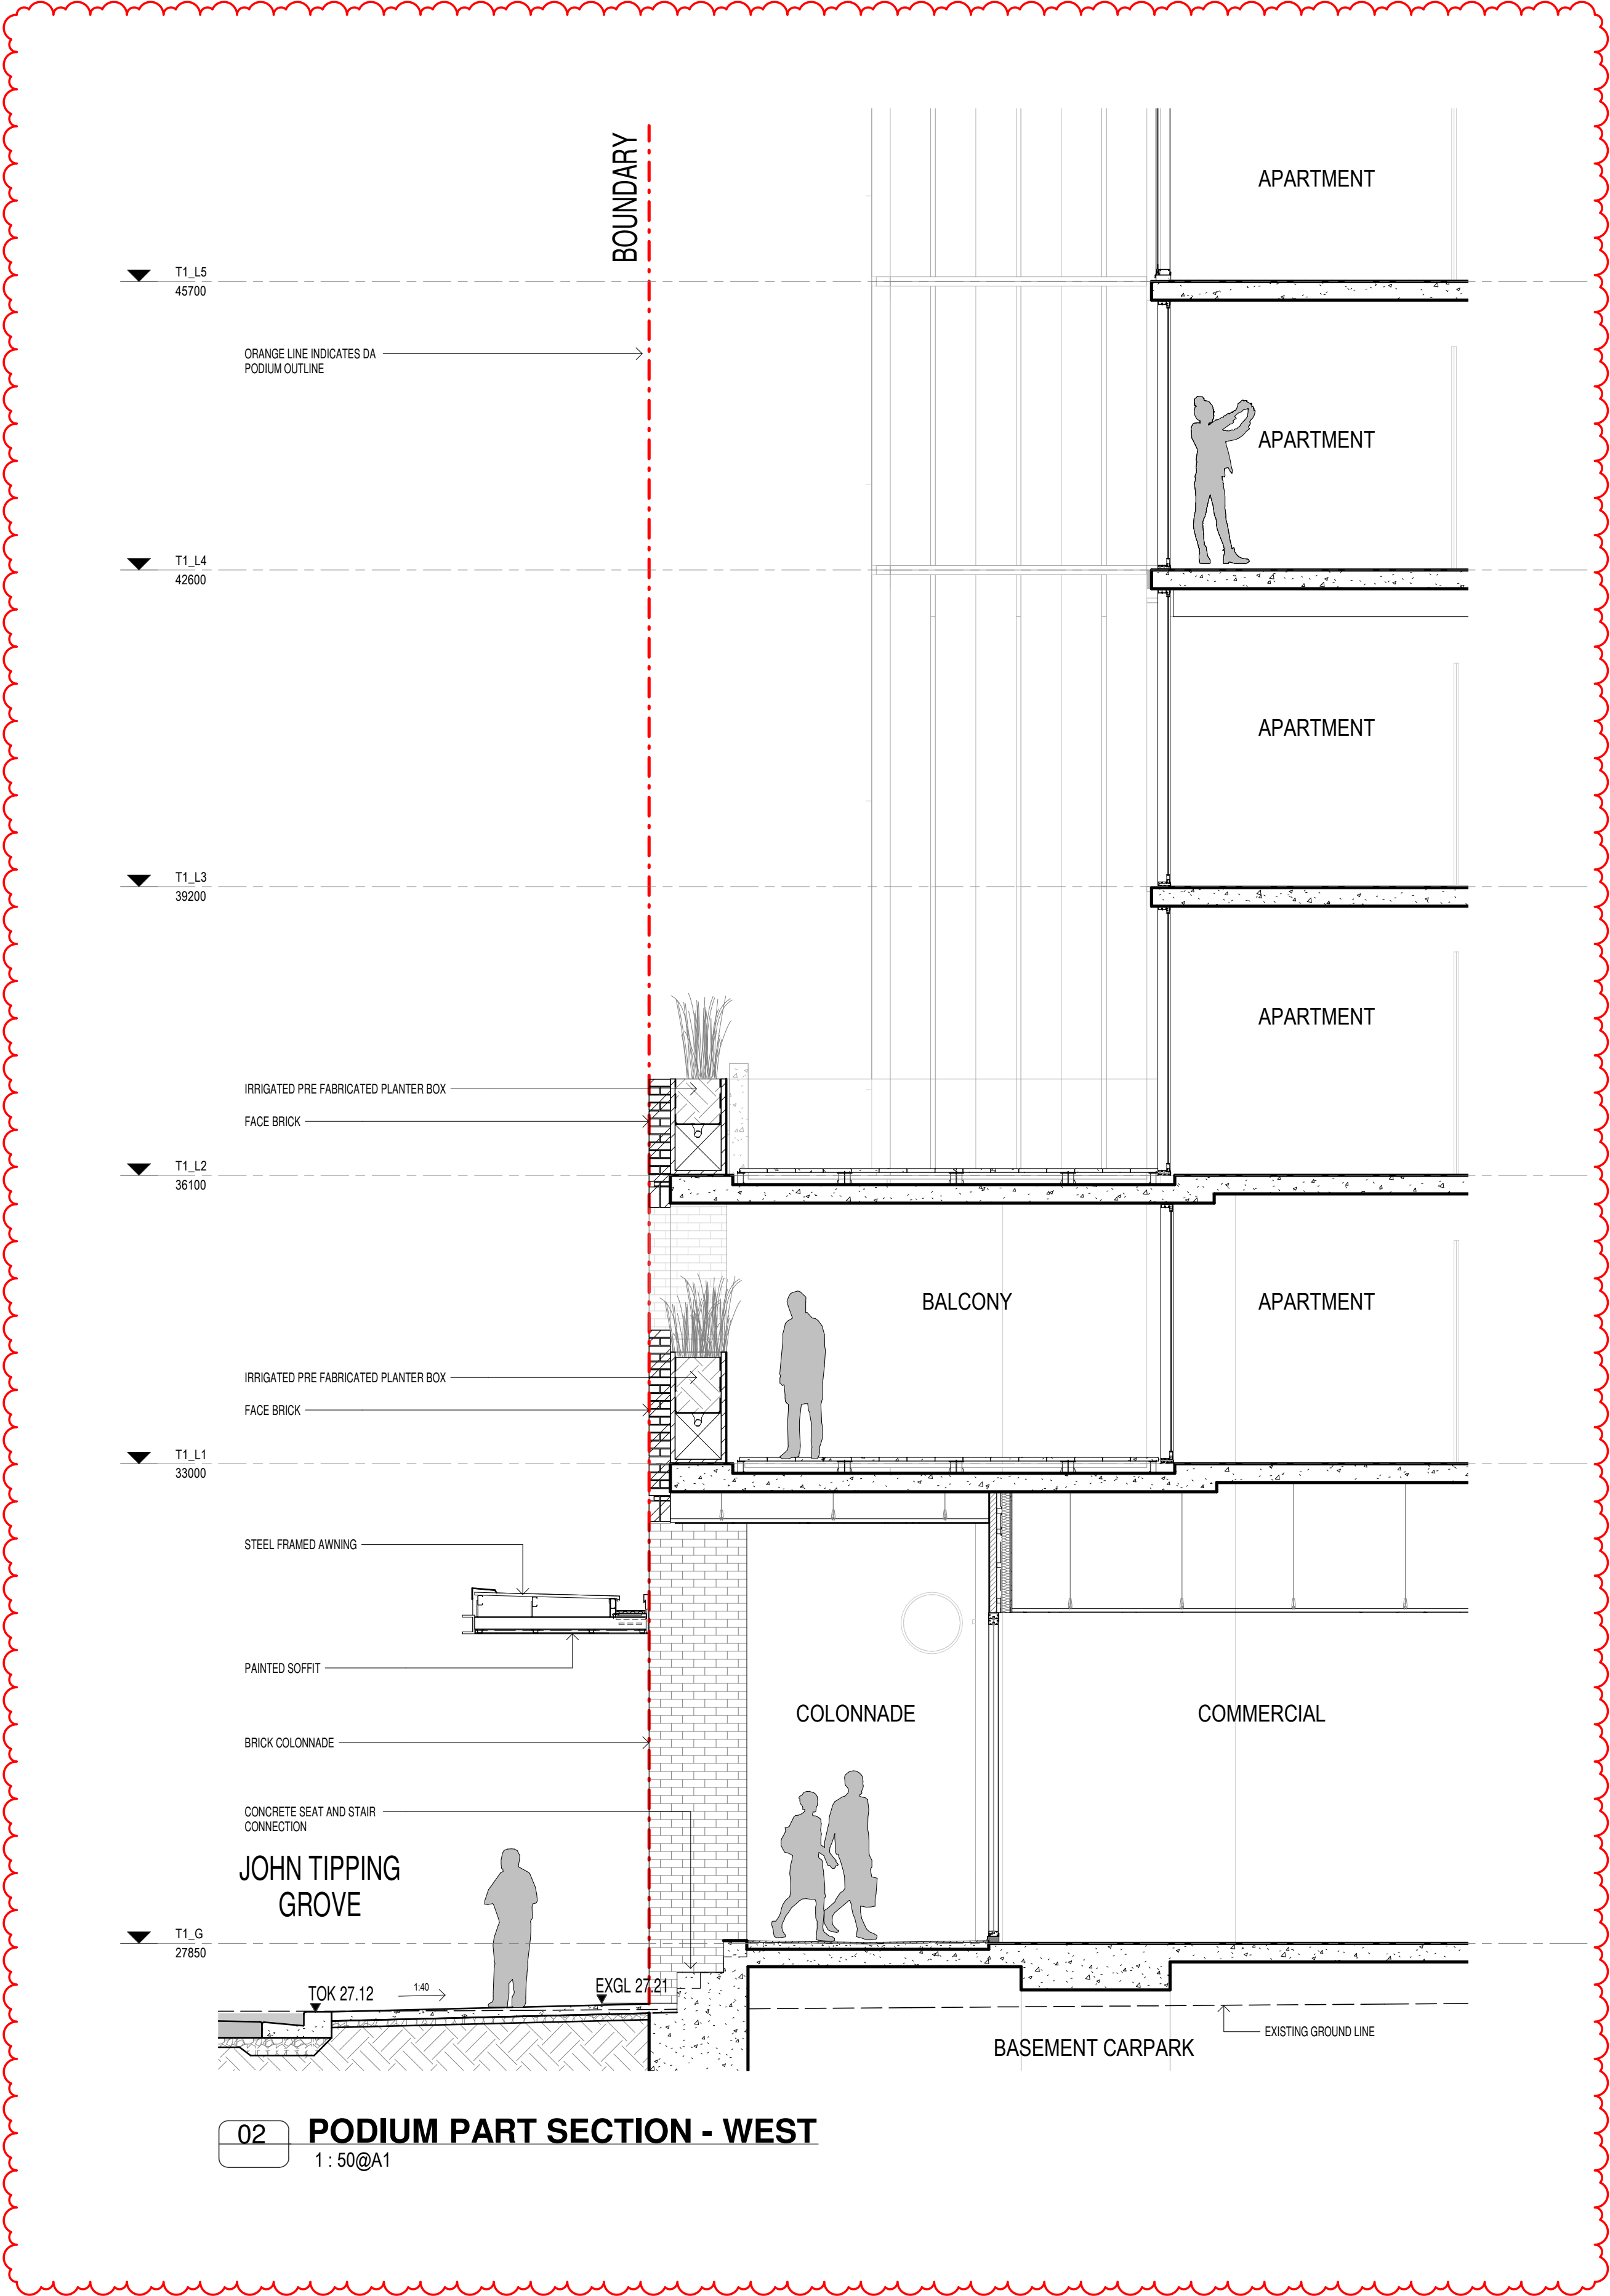 BOUNDARY
APARTMENT
T1_L5
45700
ORANGE LINE INDICATES DA
PODIUM OUTLINE
APARTMENT
T1_L4
42600
APARTMENT
T1_L3
39200
APARTMENT
IRRIGATED PRE FABRICATED PLANTER BOX
FACE BRICK
T1_L2
36100
BALCONY
APARTMENT
IRRIGATED PRE FABRICATED PLANTER BOX
FACE BRICK
T1_L1
33000
STEEL FRAMED AWNING
PAINTED SOFFIT
COLONNADE
COMMERCIAL
BRICK COLONNADE
CONCRETE SEAT AND STAIR
CONNECTION
JOHN TIPPING
GROVE
T1_G
27850
TOK 27.12
1:40
EXGL 27.21
EXISTING GROUND LINE
BASEMENT CARPARK
02
PODIUM PART SECTION - WEST
1 : 50@A1